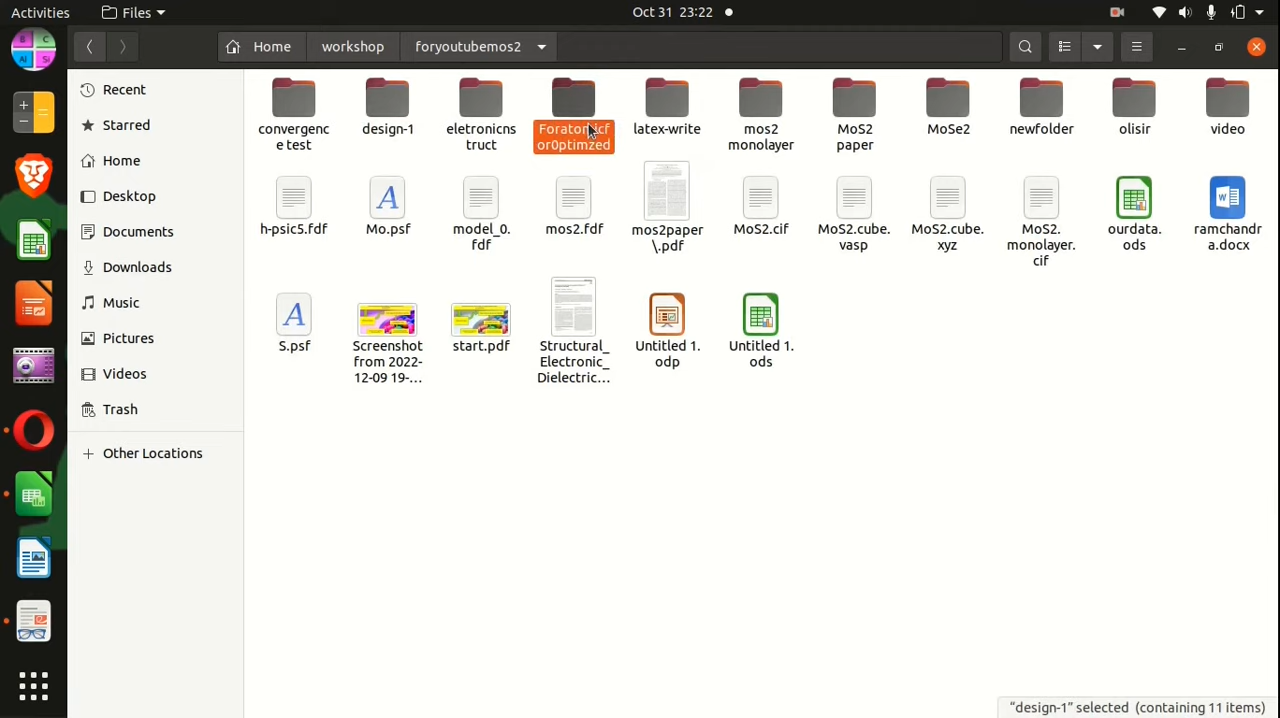 Activities
Files
Oct 31 23:22
Home
workshop
foryoutubemos2
Recent
Starred
Home
Desktop
Documents
Downloads
Music
Pictures
Videos
Trash
Other Locations
convergenc
e test
design-1
eletronicns
truct
or0ptimzed
latex-write
mos2
monolayer
MoS2
paper
MoSe2
newfolder
olisir
video
h-psic5.fdf
Mo.psf
model_0.
fdf
mos2.fdf
mos2paper
\.pdf
MoS2.cif
MoS2.cube.
vasp
MoS2.cube.
xyz
MoS2.
monolayer.
cif
ourdata.
ods
ramchandr
a.docx
S.psf
Screenshot
from 2022-
12-09 19-...
start.pdf
Structural_
Electronic_
Dielectric...
Untitled 1.
odp
Untitled 1.
ods
"design-1" selected (containing 11 items)